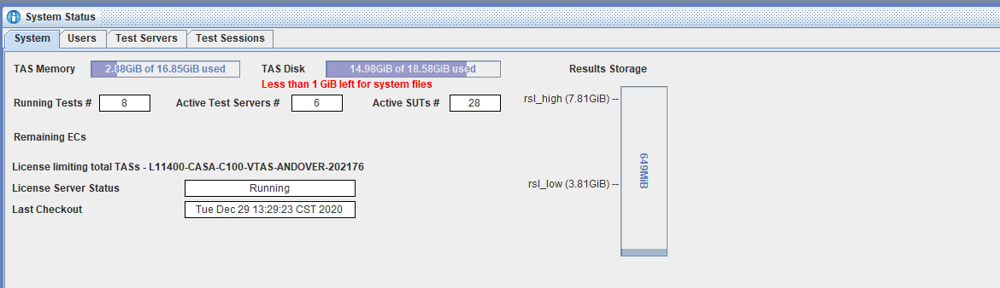 System Status
System Users Test Servers Test Sessions
TAS Memory 2.88GiB of 16.85GiB used TAS Disk 14.98GiB of 18.58GiB used Results Storage
Less than 1 GiB left for system files
Running Tests # 8 Active Test Servers # 6 Active SUTs # 28 rsl_high (7.81GiB) --
Remaining ECs
License limiting total TASs - L11400-CASA-C100-VTAS-ANDOVER-202176
649MiB
License Server Status Running rsl_low (3.81GiB) --
Last Checkout Tue Dec 29 13:29:23 CST 2020